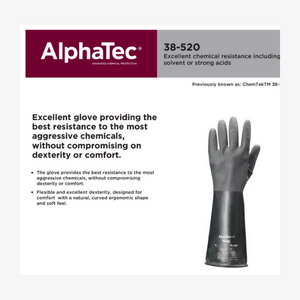 AlphaTec®
ADVANCED CHEMICAL PROTECTION
38-520
Excellent chemical resistance including
solvent or strong acids
Previously known as: ChemTekTM 38-
Excellent glove providing the
best resistance to the most
aggressive chemicals,
without compromising on
dexterity or comfort.
• The glove provides the best resistance to the most
aggressive chemicals, without compromising
dexterity or comfort.
• Flexible and excellent dexterity, designed for
comfort with a natural, curved ergonomic shape
and soft feel.
AlphaTec